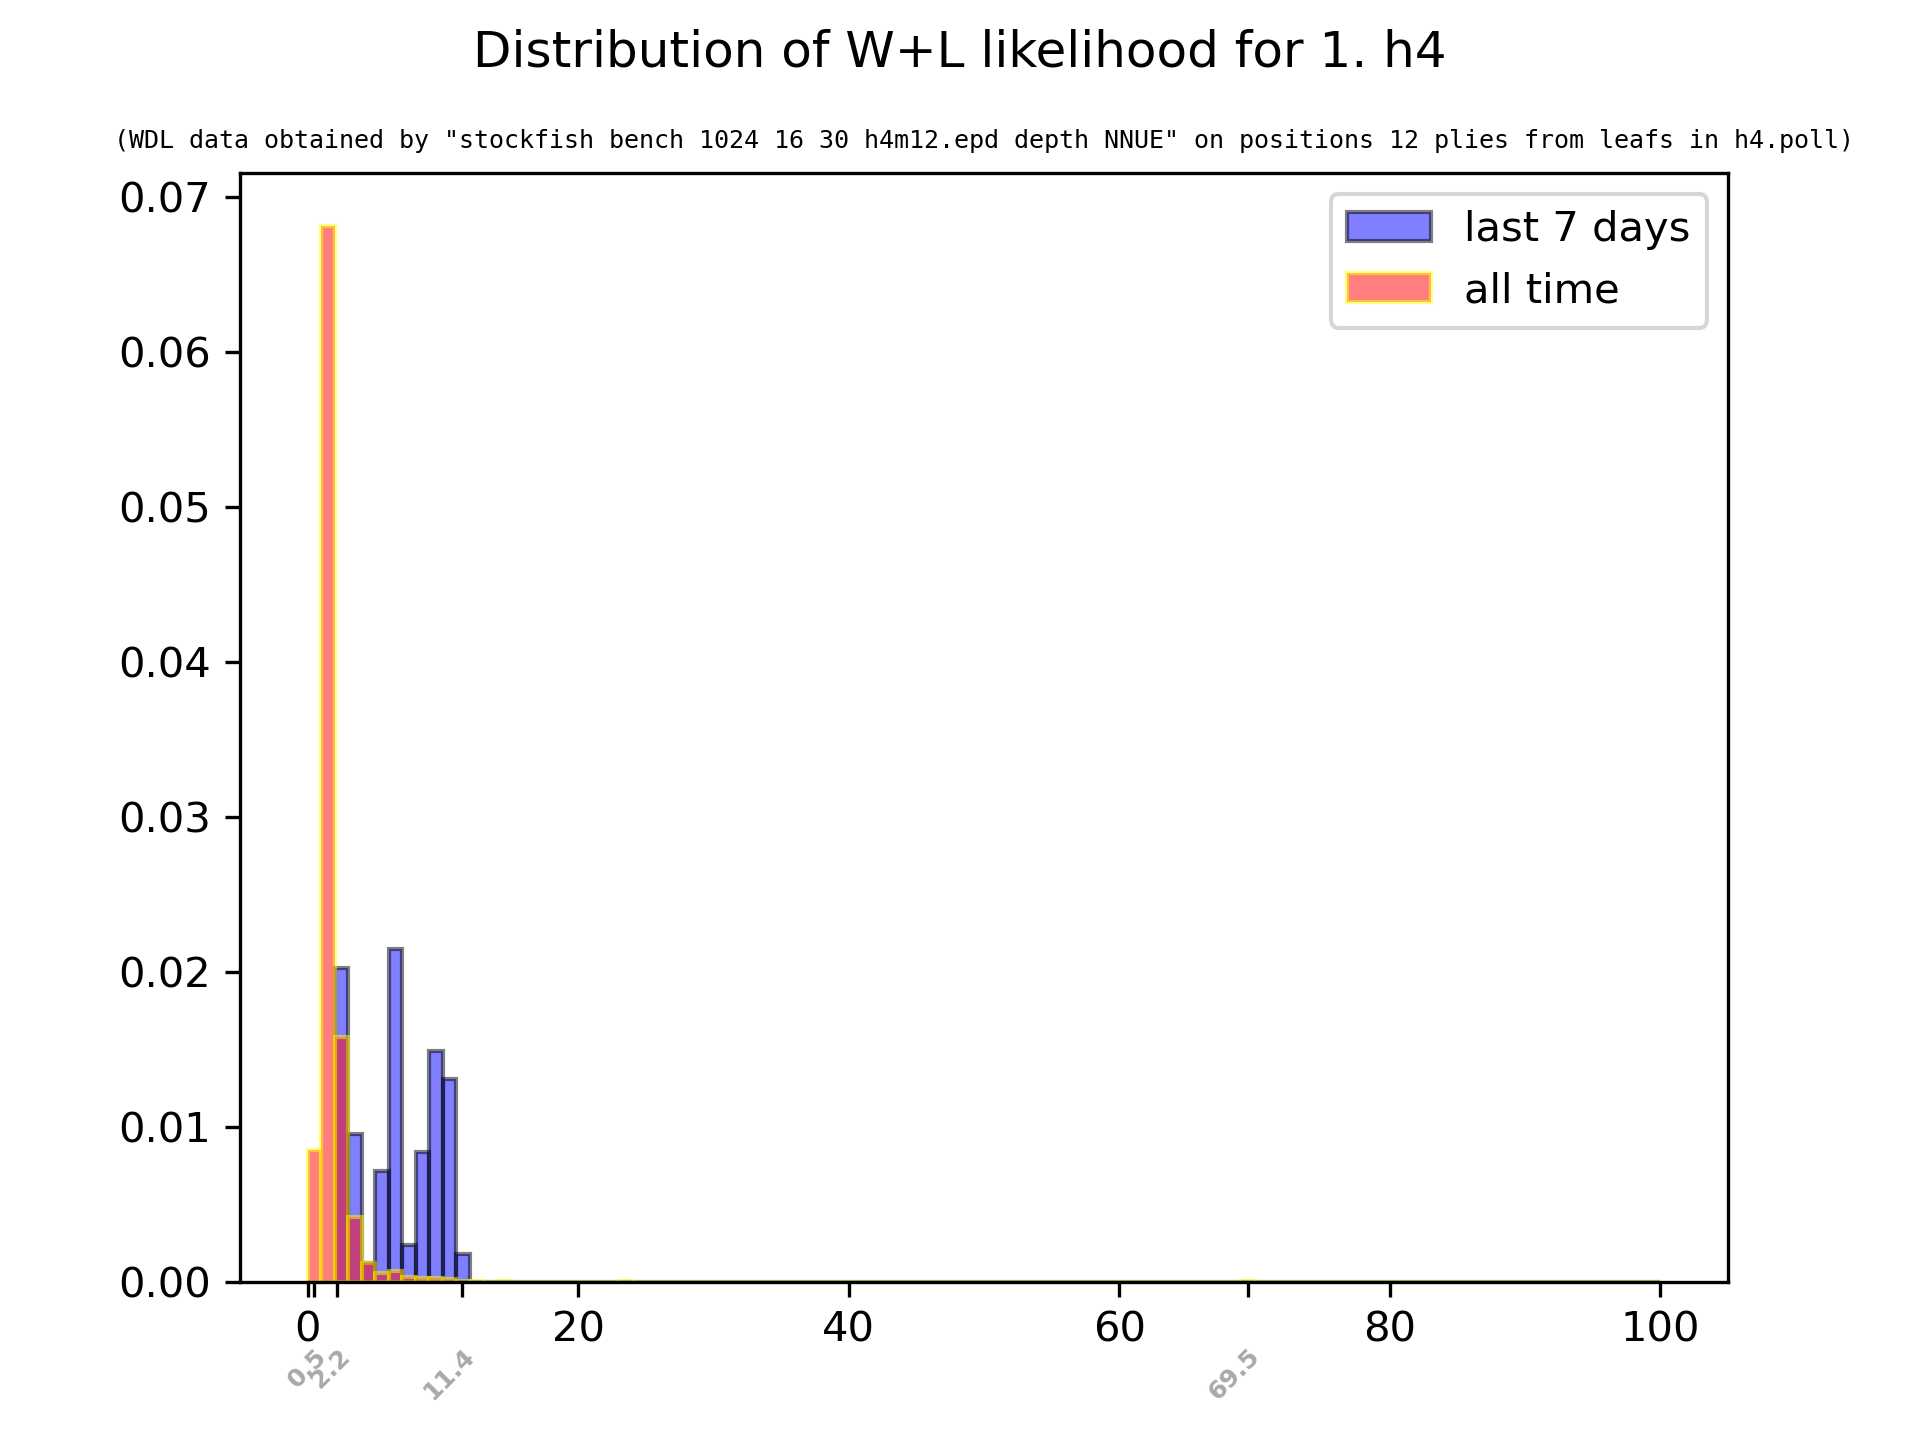 Distribution of W+L likelihood for 1. h4
(WDL data obtained by "stockfish bench 1024 16 30 h4m12.epd depth NNUE" on positions 12 plies from leafs in h4.poll)
last 7 days
all time
0.07
0.06
0.05
0.04
0.03
0.02
0.01
0.00
0 20 40 60 80 100
0.5 2.2 11.4 69.5